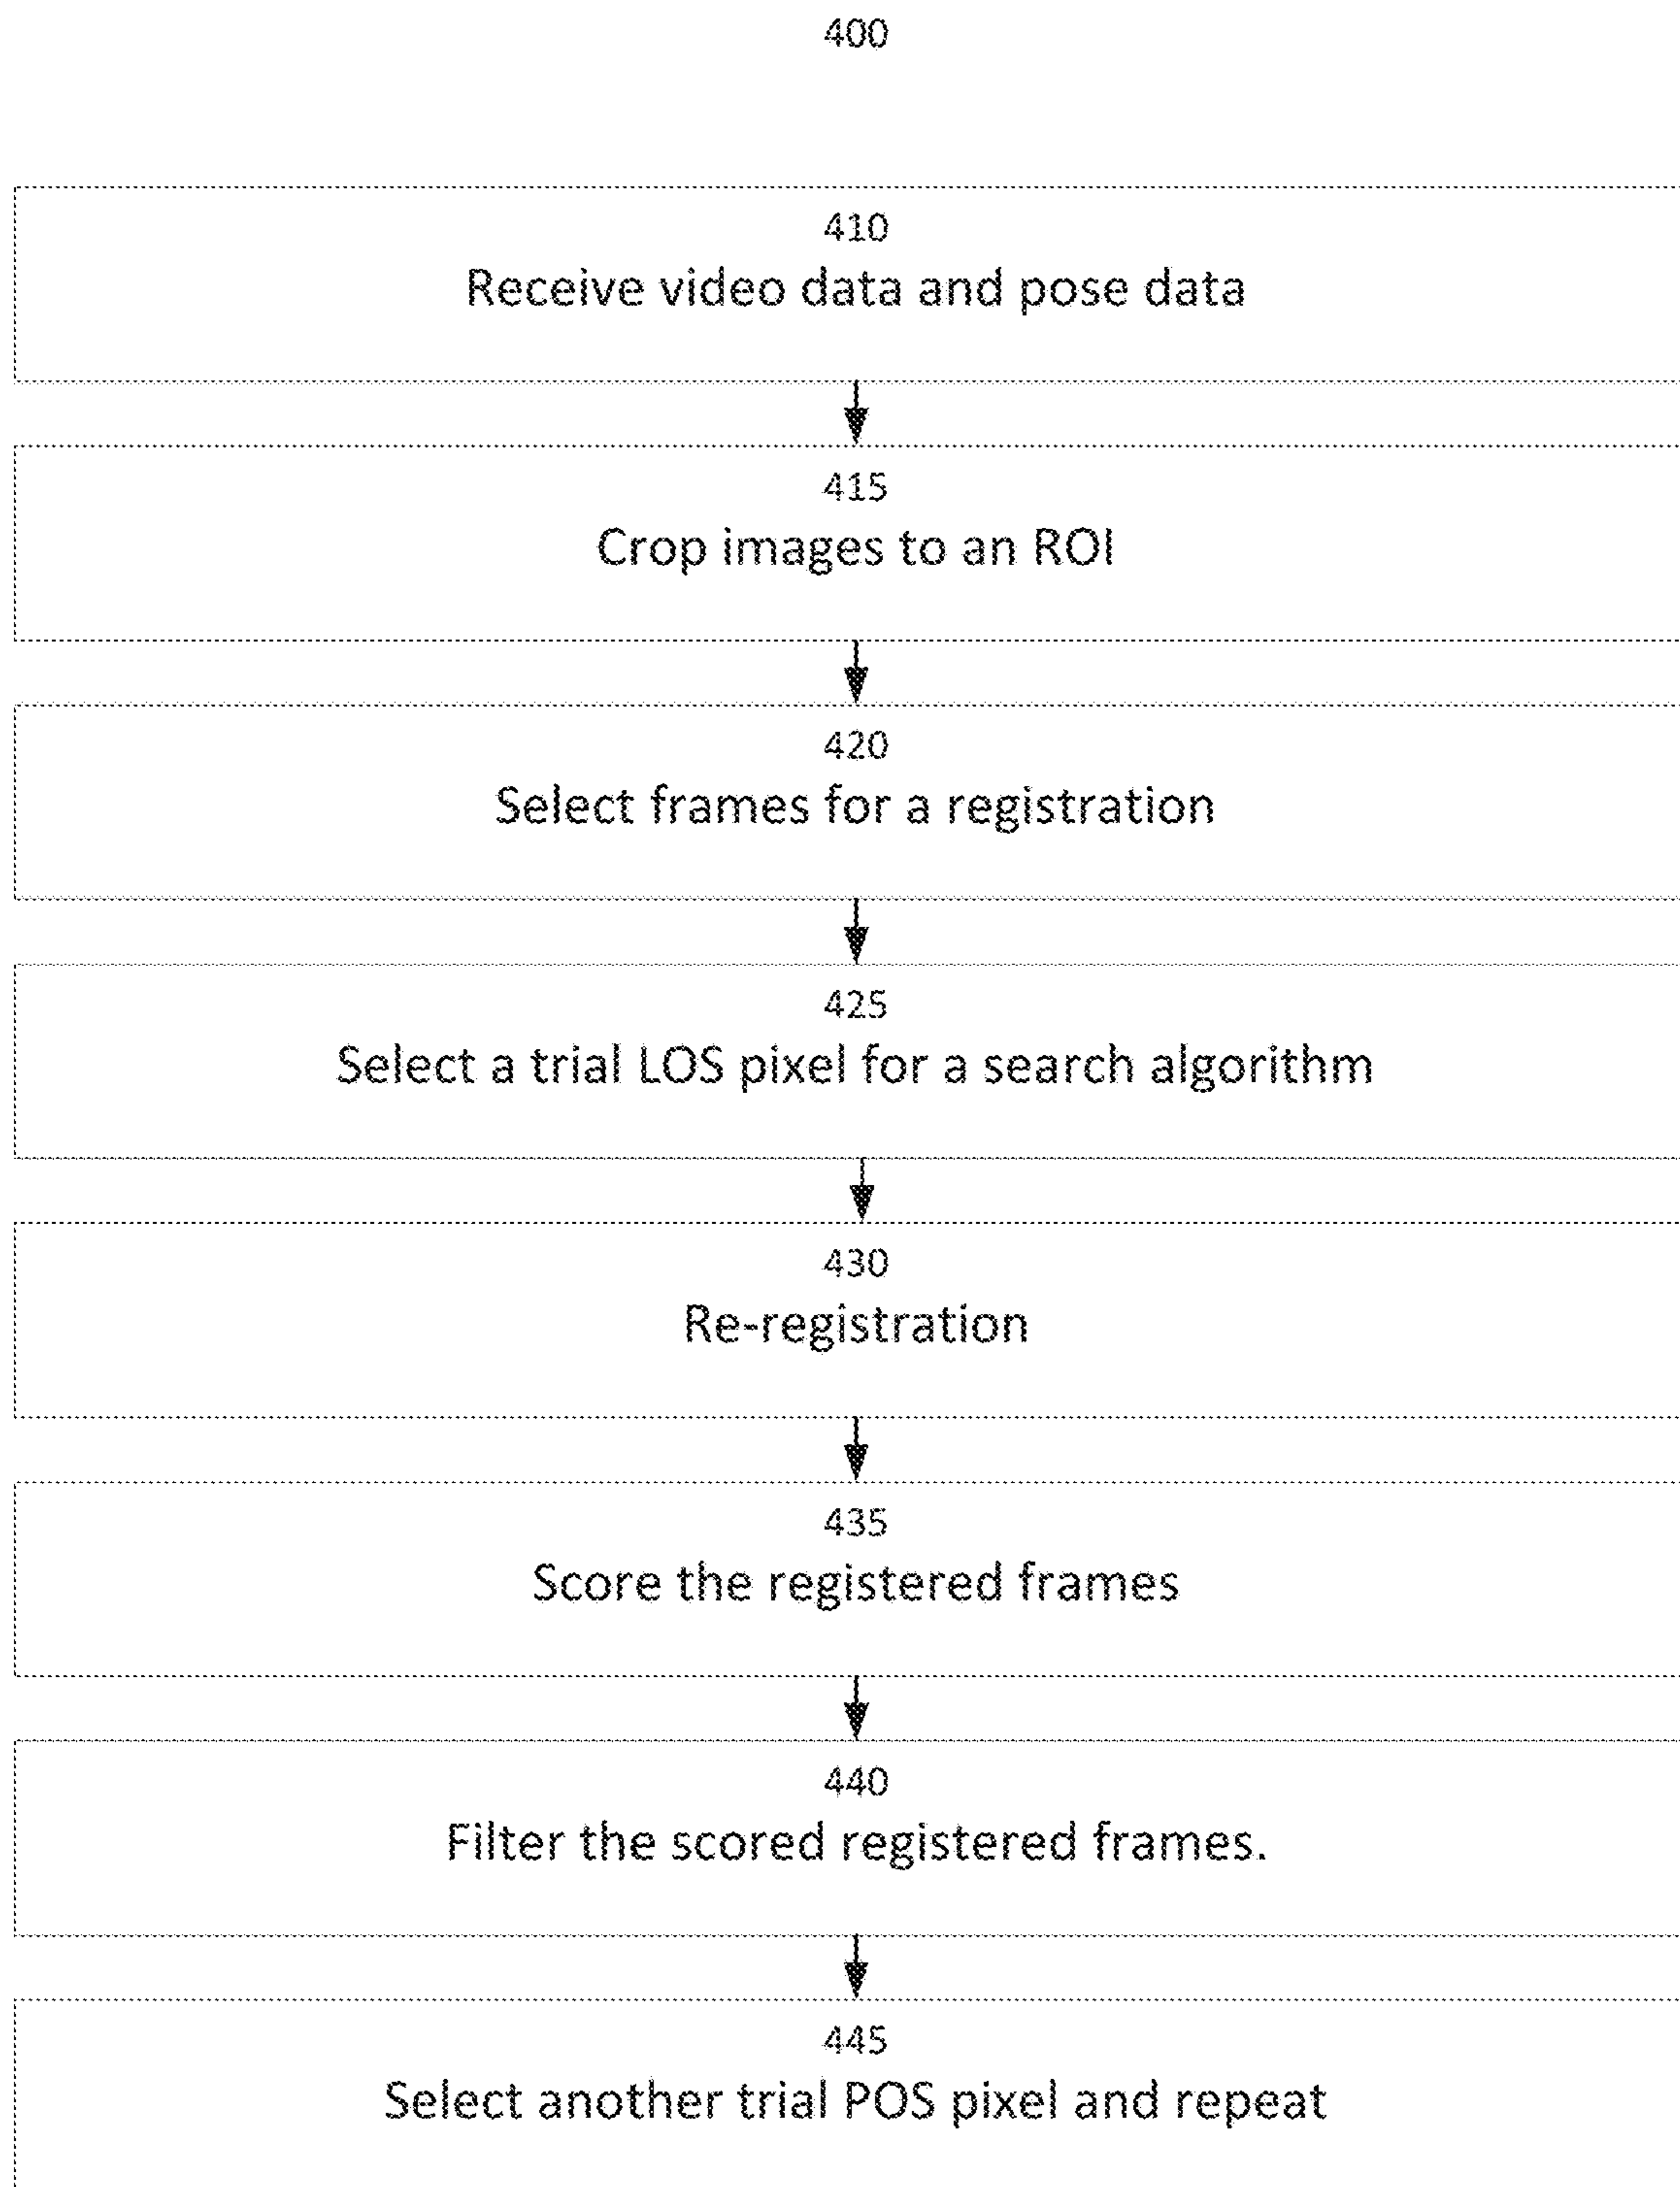 400
410
Receive video data and pose data
415
Crop images to an ROI
420
Select frames for a registration
425
Select a trial LOS pixel for a search algorithm
430
Re-registration
435
Score the registered frames
440
Filter the scored registered frames.
445
Select another trial POS pixel and repeat